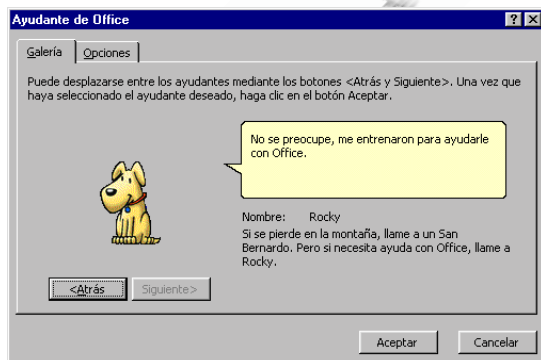 Ayudante de Office
Galería
Opciones
Puede desplazarse entre los ayudantes mediante los botones <Atrás y Siguiente>. Una vez que
haya seleccionado el ayudante deseado, haga clic en el botón Aceptar.
No se preocupe, me entrenaron para ayudarle
con Office.
Nombre: Rocky
Si se pierde en la montaña, llame a un San
Bernardo. Pero si necesita ayuda con Office, llame a
Rocky.
<Atrás
Siguiente>
Aceptar
Cancelar